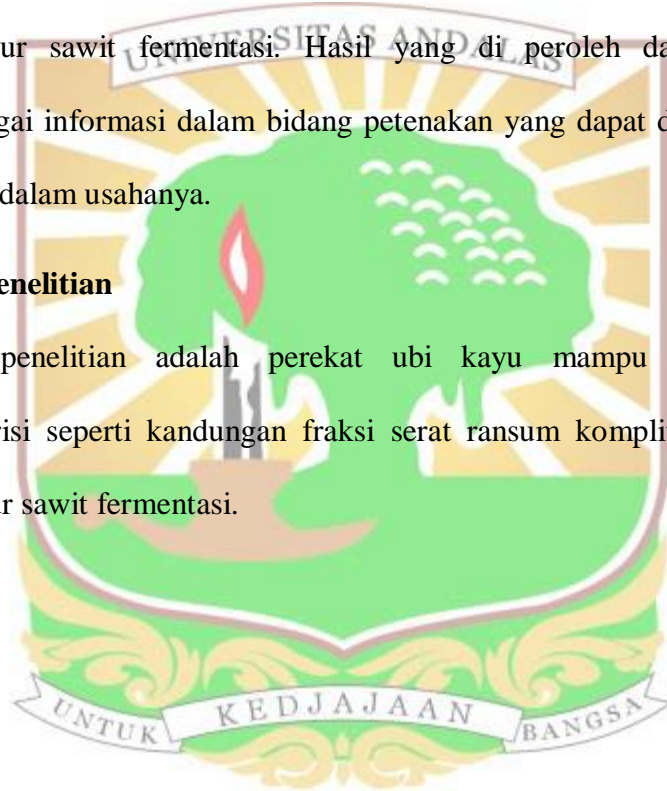 ur sawit fermentasi. Hasil yang di peroleh da
UNIVERSITAS ANDALAS
gai informasi dalam bidang petenakan yang dapat d
dalam usahanya.
enelitian
penelitian adalah perekat ubi kayu mampu
isi seperti kandungan fraksi serat ransum kompli
ur sawit fermentasi.
UNTUK KEDJAJAAN BANGSA